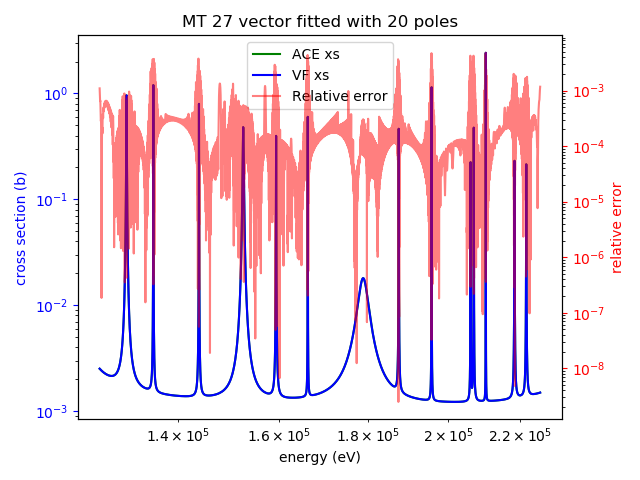 MT 27 vector fitted with 20 poles
ACE xs
VF xs
Relative error
cross section (b)
10⁰
10⁻¹
10⁻²
10⁻³
relative error
10⁻³
10⁻⁴
10⁻⁵
10⁻⁶
10⁻⁷
10⁻⁸
1.4 × 10⁵
1.6 × 10⁵
1.8 × 10⁵
2 × 10⁵
2.2 × 10⁵
energy (eV)